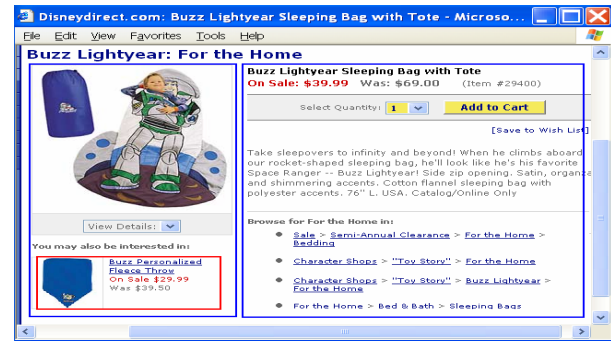 Disneydirect.com: Buzz Lightyear Sleeping Bag with Tote - Microso...
File Edit View Favorites Tools Help
Buzz Lightyear: For the Home
Buzz Lightyear Sleeping Bag with Tote
On Sale: $39.99 Was: $69.00 (Item #29400)
Select Quantity: 1 Add to Cart
[Save to Wish List]
Take sleepovers to infinity and beyond! When he climbs aboard
our rocket-shaped sleeping bag, he'll look like he's his favorite
Space Ranger -- Buzz Lightyear! Side zip opening. Satin, organza
and shimmering accents. Cotton flannel sleeping bag with
polyester accents. 76" L. USA. Catalog/Online Only
View Details:
You may also be interested in:
Buzz Personalized
Fleece Throw
On Sale $29.99
Was $39.50
Browse for For the Home in:
Sale > Semi-Annual Clearance > For the Home >
Bedding
Character Shops > "Toy Story" > For the Home
Character Shops > "Toy Story" > Buzz Lightyear >
For the Home
For the Home > Bed & Bath > Sleeping Bags